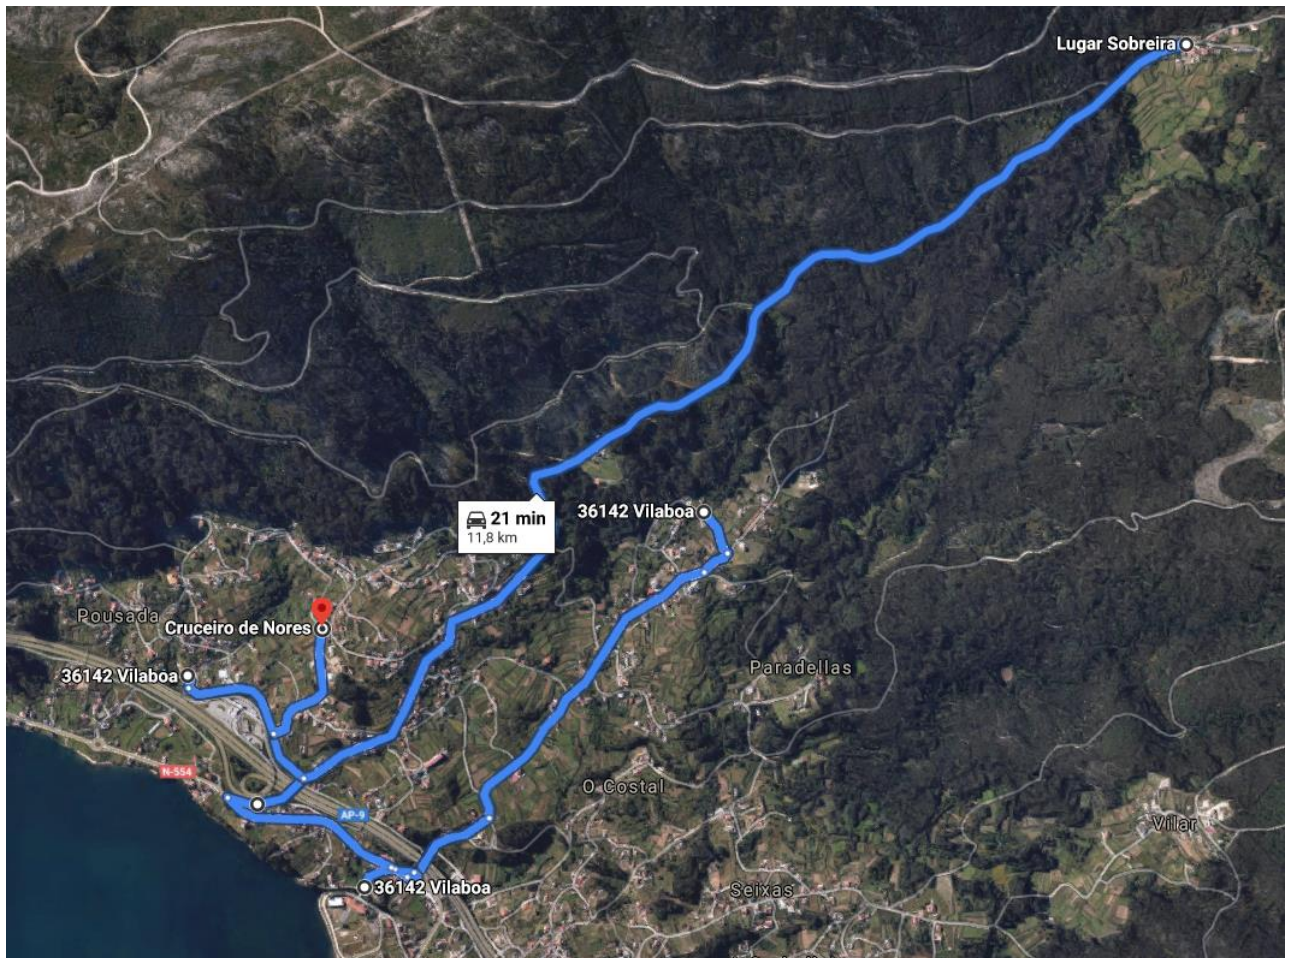 Lugar Sobreira
36142 Vilaboa
21 min
11,8 km
Pousada
Cruceiro de Nores
36142 Vilaboa
Paradellas
N-554
O Costal
AP-9
Vilar
36142 Vilaboa
Seixas